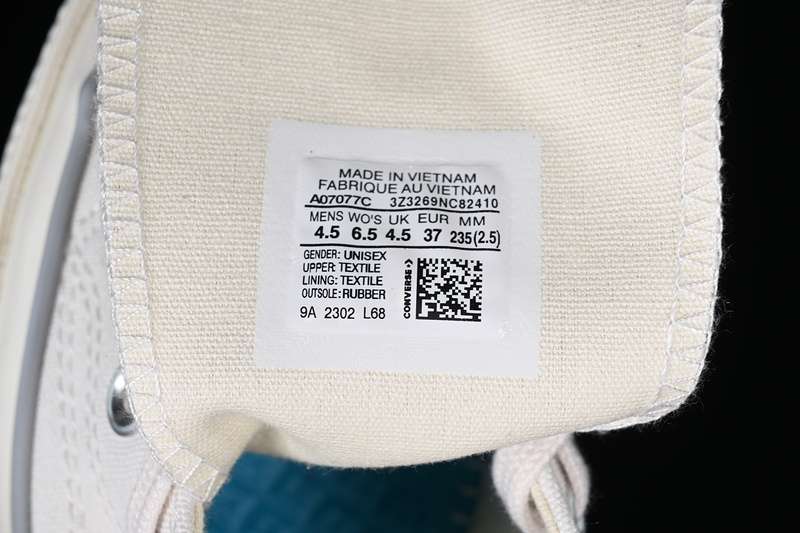 MADE IN VIETNAM
FABRIQUE AU VIETNAM
A07077C 3Z3269NC82410
MENS WO'S UK EUR MM
4.5 6.5 4.5 37 235(2.5)
GENDER: UNISEX
UPPER: TEXTILE
LINING: TEXTILE
OUTSOLE: RUBBER
9A 2302 L68
CONVERSE